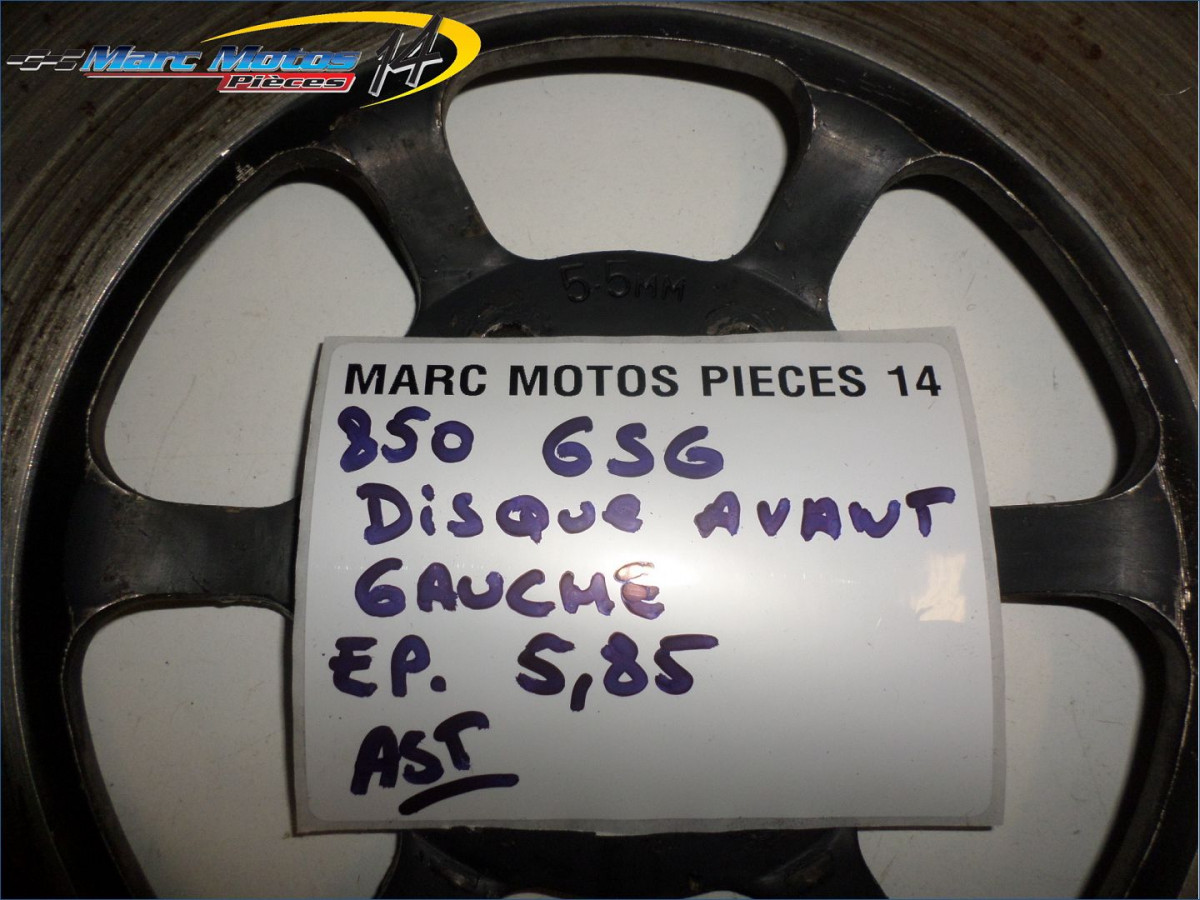 Marc Motos 14
Pièces
5.5MM
MARC MOTOS PIECES 14
850 GSG
DisQue AVANT
GAUCHE
EP. 5,85
AST